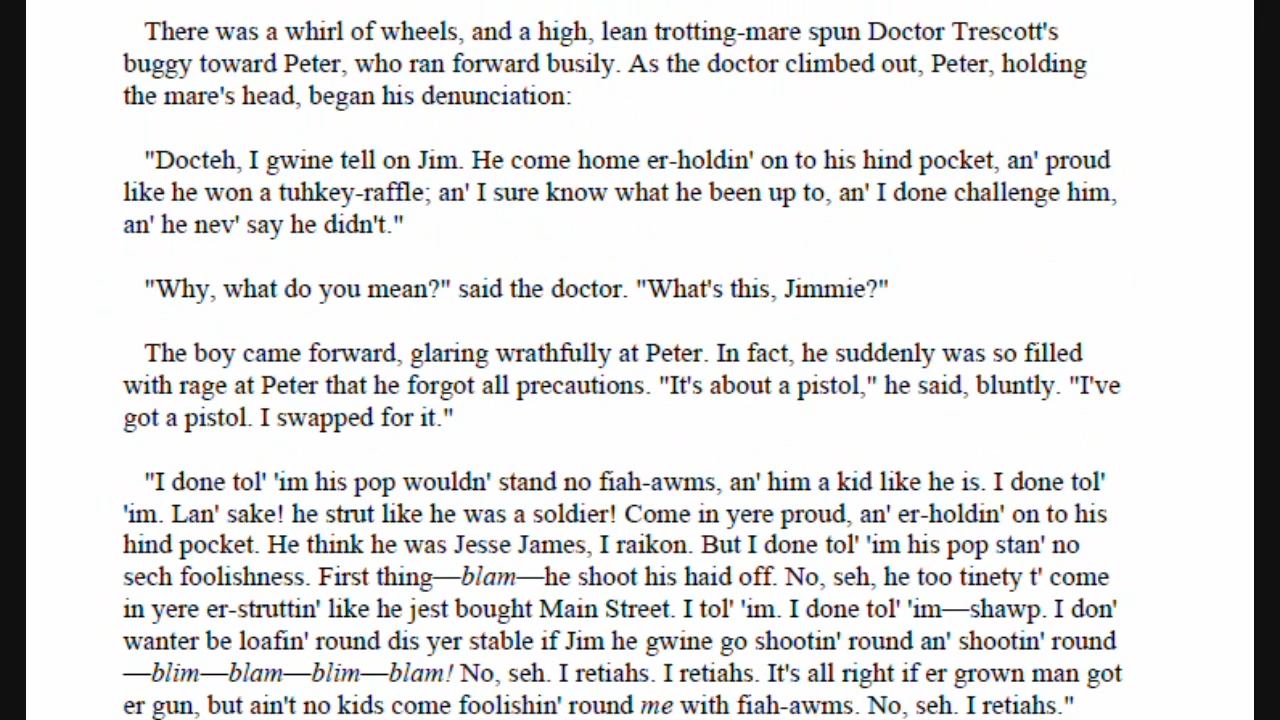 There was a whirl of wheels, and a high, lean trotting-mare spun Doctor Trescott's
buggy toward Peter, who ran forward busily. As the doctor climbed out, Peter, holding
the mare's head, began his denunciation:
"Docteh, I gwine tell on Jim. He come home er-holdin' on to his hind pocket, an' proud
like he won a tuhkey-raffle; an' I sure know what he been up to, an' I done challenge him,
an' he nev' say he didn't."
"Why, what do you mean?" said the doctor. "What's this, Jimmie?"
The boy came forward, glaring wrathfully at Peter. In fact, he suddenly was so filled
with rage at Peter that he forgot all precautions. "It's about a pistol," he said, bluntly. "I've
got a pistol. I swapped for it."
"I done tol' 'im his pop wouldn' stand no fiah-awms, an' him a kid like he is. I done tol'
'im. Lan' sake! he strut like he was a soldier! Come in yere proud, an' er-holdin' on to his
hind pocket. He think he was Jesse James, I raikon. But I done tol' 'im his pop stan' no
sech foolishness. First thing—blam—he shoot his haid off. No, seh, he too tinety t' come
in yere er-struttin' like he jest bought Main Street. I tol' 'im. I done tol' 'im—shawp. I don'
wanter be loafin' round dis yer stable if Jim he gwine go shootin' round an' shootin' round
—blim—blam—blim—blam! No, seh. I retiahs. I retiahs. It's all right if er grown man got
er gun, but ain't no kids come foolishin' round me with fiah-awms. No, seh. I retiahs."